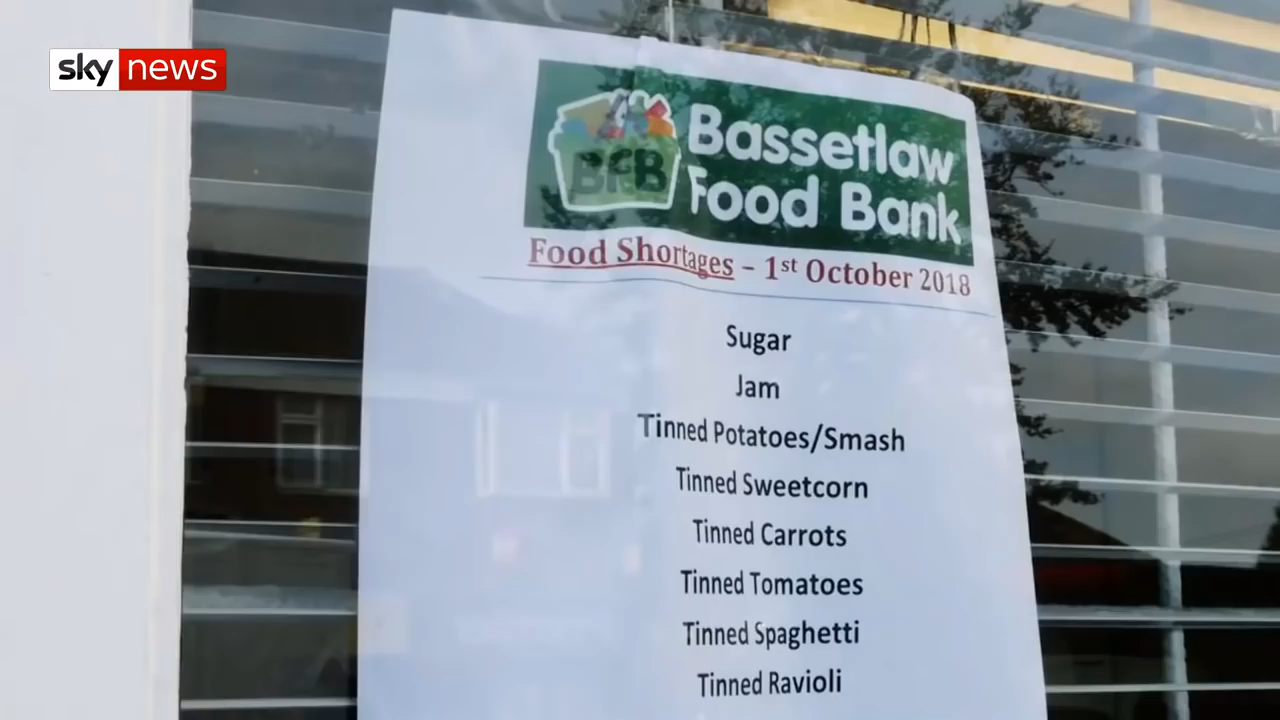 sky news
BFB
Bassetlaw
Food Bank
Food Shortages – 1st October 2018
Sugar
Jam
Tinned Potatoes/Smash
Tinned Sweetcorn
Tinned Carrots
Tinned Tomatoes
Tinned Spaghetti
Tinned Ravioli